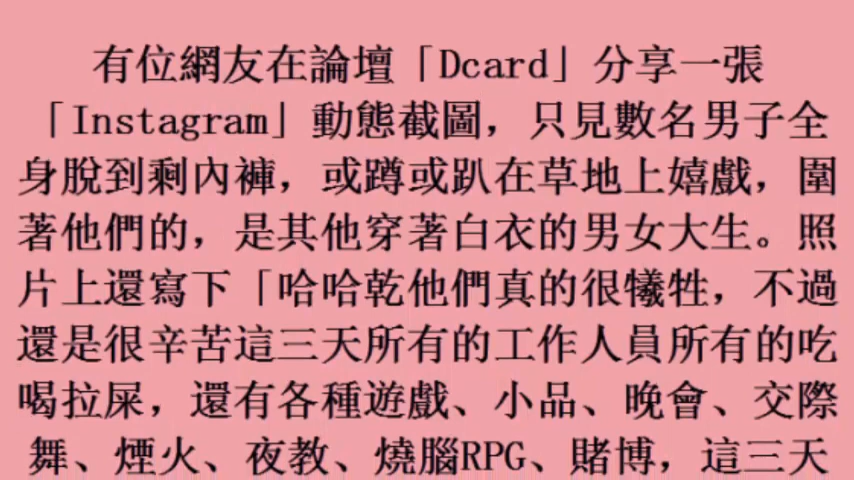 有位網友在論壇「Dcard」分享一張
「Instagram」動態截圖，只見數名男子全
身脫到剩內褲，或蹲或趴在草地上嬉戲，圍
著他們的，是其他穿著白衣的男女大生。照
片上還寫下「哈哈乾他們真的很犧牲，不過
還是很辛苦這三天所有的工作人員所有的吃
喝拉屎，還有各種遊戲、小品、晚會、交際
舞、煙火、夜教、燒腦RPG、賭博，這三天